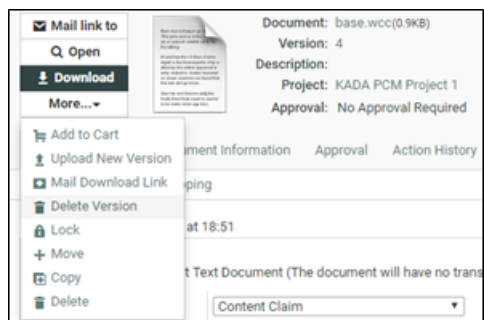 Mail link to
Open
Download
More...
Document: base.wcc(0.9KB)
Version: 4
Description:
Project: KADA PCM Project 1
Approval: No Approval Required
Add to Cart
Upload New Version
Mail Download Link
Delete Version
Lock
Move
Copy
Delete
ment Information Approval Action History
pping
at 18:51
t Text Document (The document will have no trans
Content Claim